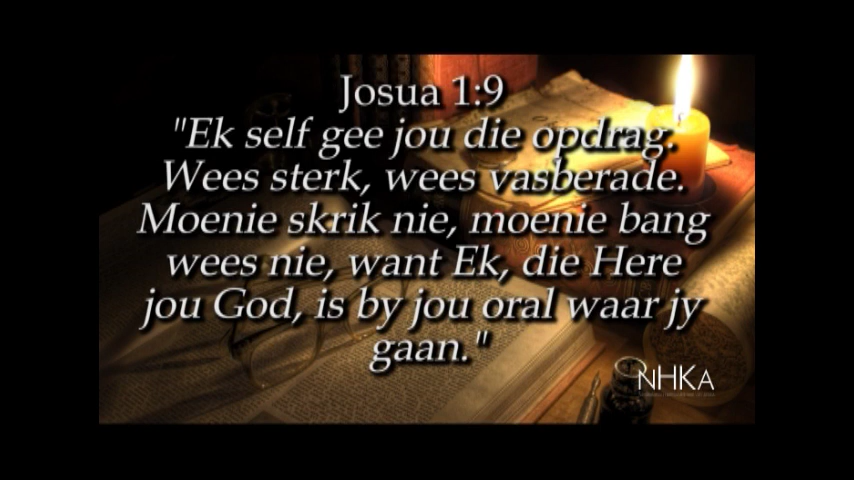 Josua 1:9
"Ek self gee jou die opdrag.
Wees sterk, wees vasberade.
Moenie skrik nie, moenie bang
wees nie, want Ek, die Here
jou God, is by jou oral waar jy
gaan."
NHKA